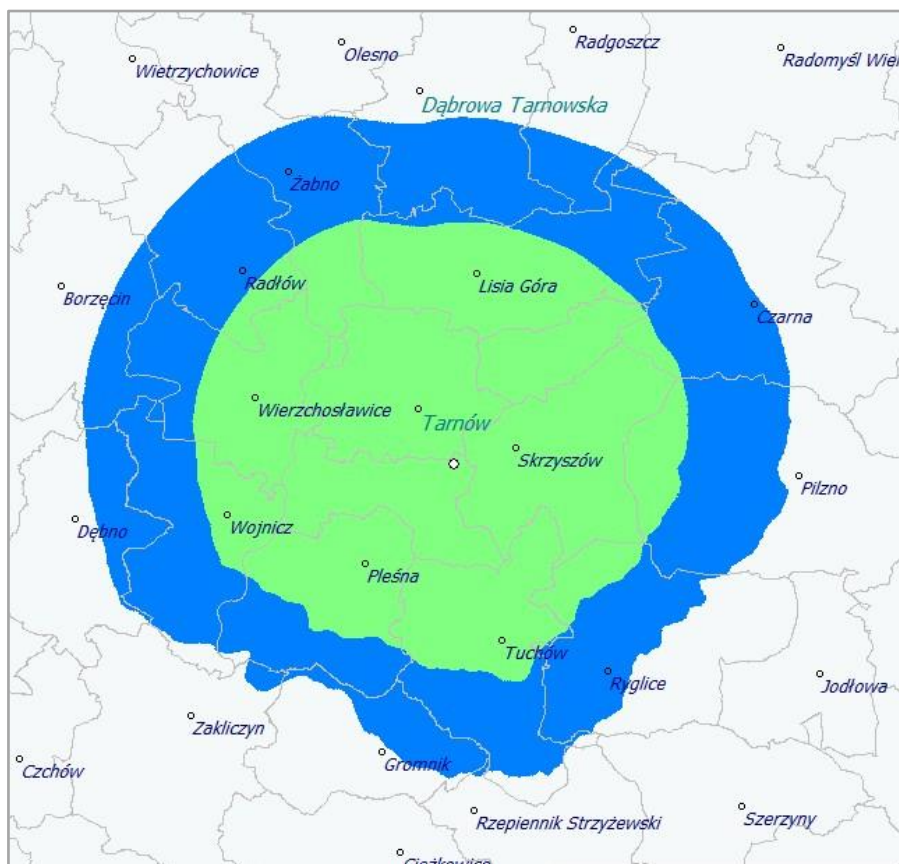 Radgoszcz
Olesno
Radomyśl Wiel
Wietrzychowice
Dąbrowa Tarnowska
Żabno
Radłów
Lisia Góra
Borzęcin
Czarna
Wierzchosławice
Tarnów
Skrzyszów
Pilzno
Wojnicz
Dębno
Pleśna
Tuchów
Ryglice
Jodłowa
Zakliczyn
Gromnik
Czchów
Rzepiennik Strzyżewski
Szerzyny
Ciężkowice